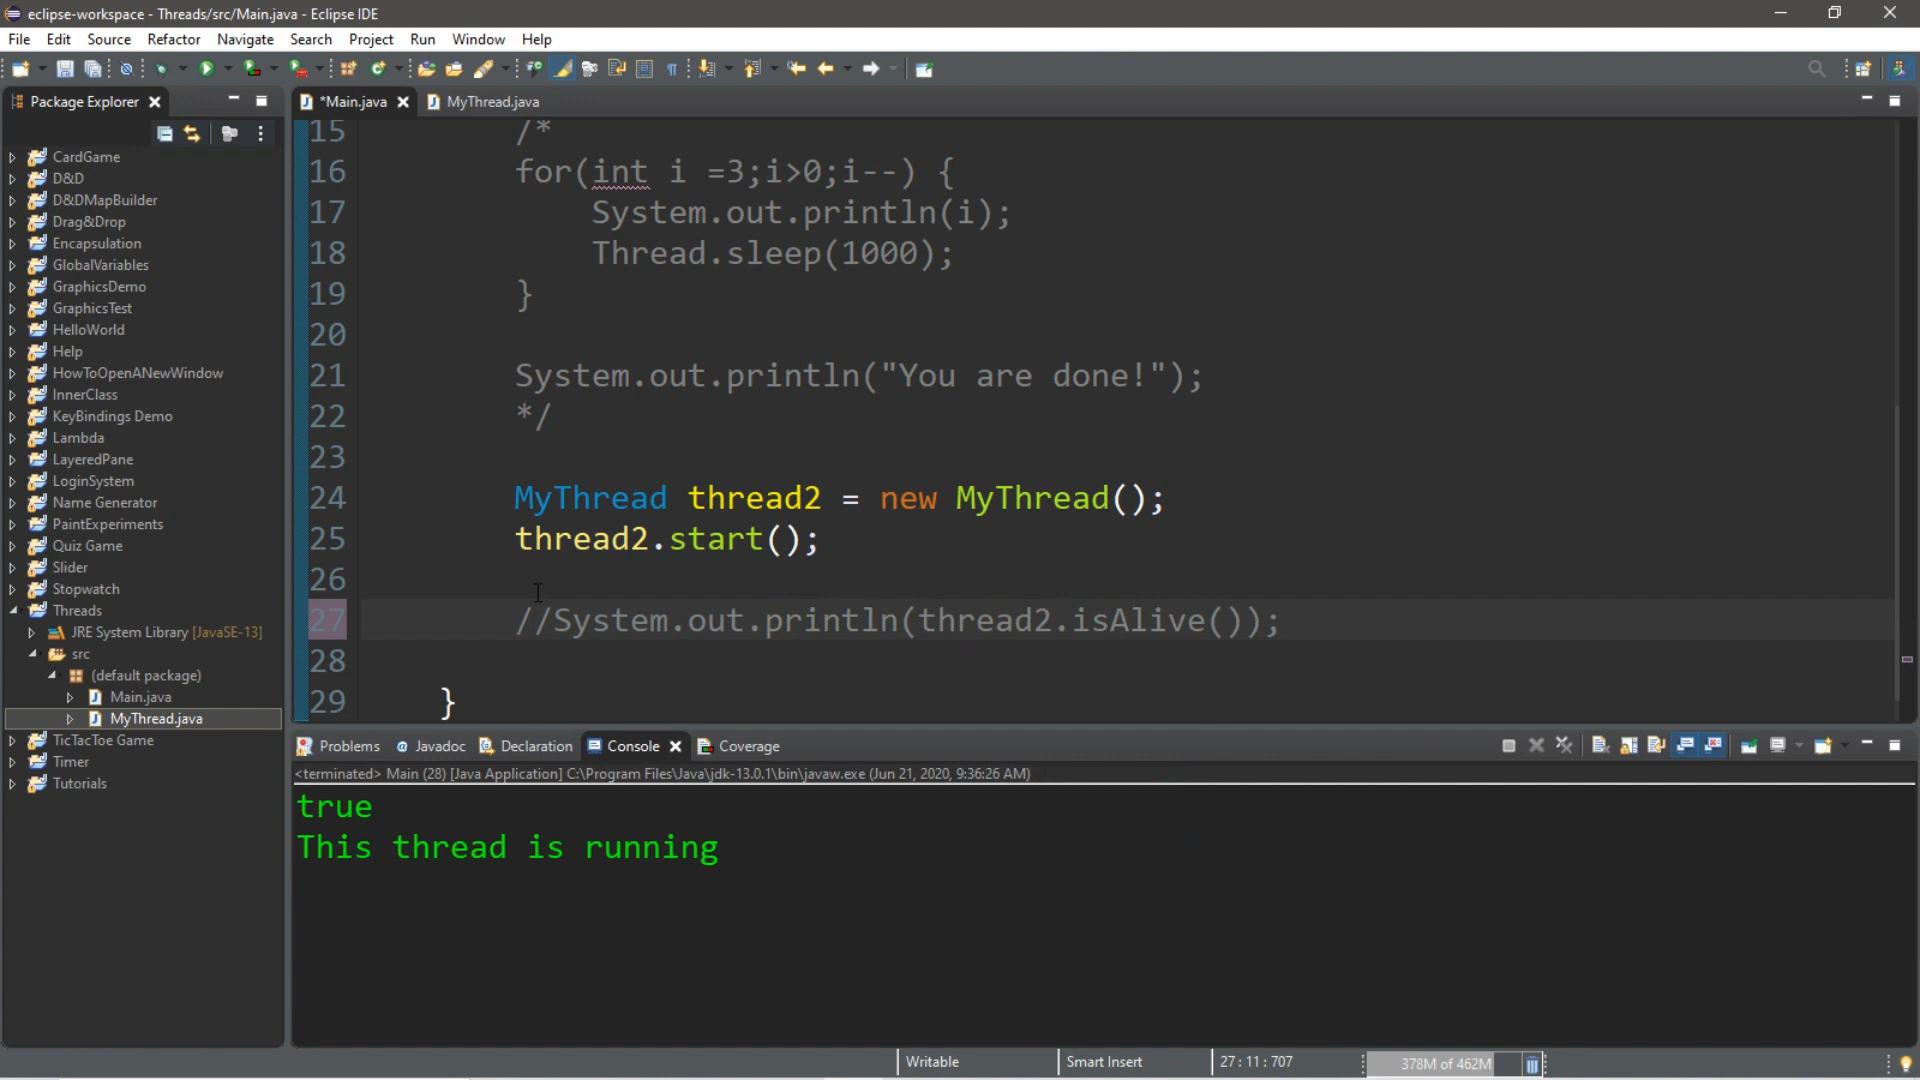 eclipse-workspace - Threads/src/Main.java - Eclipse IDE
File Edit Source Refactor Navigate Search Project Run Window Help
Package Explorer
*Main.java MyThread.java
CardGame
D&D
D&DMapBuilder
Drag&Drop
Encapsulation
GlobalVariables
GraphicsDemo
GraphicsTest
HelloWorld
Help
HowToOpenANewWindow
InnerClass
KeyBindings Demo
Lambda
LayeredPane
LoginSystem
Name Generator
PaintExperiments
Quiz Game
Slider
Stopwatch
Threads
JRE System Library [JavaSE-13]
src
(default package)
Main.java
MyThread.java
TicTacToe Game
Timer
Tutorials
15 /*
16 for(int i =3;i>0;i--) {
17 System.out.println(i);
18 Thread.sleep(1000);
19 }
20
21 System.out.println("You are done!");
22 */
23
24 MyThread thread2 = new MyThread();
25 thread2.start();
26
27 //System.out.println(thread2.isAlive());
28
29 }
Problems @ Javadoc Declaration Console Coverage
<terminated> Main (28) [Java Application] C:\Program Files\Java\jdk-13.0.1\bin\javaw.exe (Jun 21, 2020, 9:36:26 AM)
true
This thread is running
Writable Smart Insert 27 : 11 : 707 378M of 462M